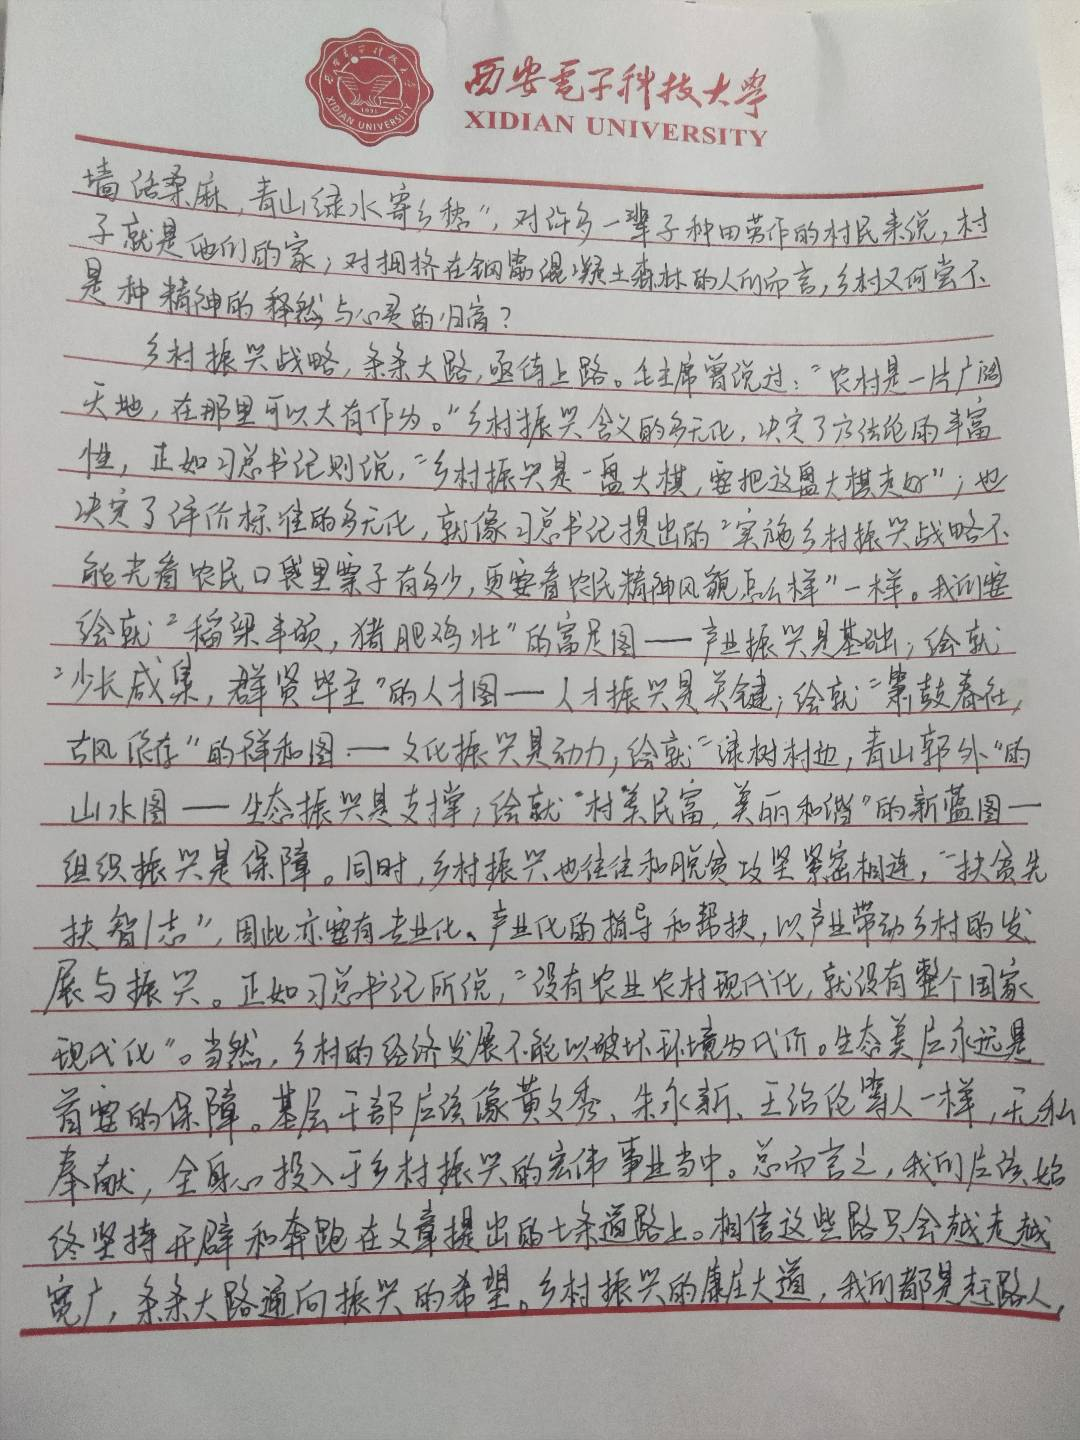 西安電子科技大学
XIDIAN UNIVERSITY
西安电子科技大学
1931
XIDIAN UNIVERSITY
墙话桑麻，青山绿水寄乡愁”，对许多一辈子种田劳作的村民来说，村
子就是他们的家；对拥挤在钢筋混凝土森林的人们而言，乡村又何尝不
是种精神的释然与心灵的归宿？
乡村振兴战略，条条大路，亟待上路。毛主席曾说过：“农村是一片广阔
天地，在那里可以大有作为。”乡村振兴含义的多元化，决定了方法论的丰富
性，正如习总书记所说，“乡村振兴是一盘大棋，要把这盘大棋走好”；也
决定了评价标准的多元化，就像习总书记提出的“实施乡村振兴战略不
能光看农民口袋里票子有多少，更要看农民精神风貌怎么样”一样。我们要
绘就“稻粱丰硕，猪肥鸡壮”的富足图——产业振兴是基础；绘就
“少长咸集，群贤毕至”的人才图——人才振兴是关键；绘就“箫鼓春社，
古风依存”的祥和图——文化振兴是动力；绘就“绿树村边，青山郭外”的
山水图——生态振兴是支撑；绘就“村美民富，美丽和谐”的新蓝图——
组织振兴是保障。同时，乡村振兴也往往和脱贫攻坚紧密相连，“扶贫先
扶智/志”，因此亦要有专业化、产业化的指导和帮扶，以产业带动乡村的发
展与振兴。正如习总书记所说，“没有农业农村现代化，就没有整个国家
现代化”。当然，乡村的经济发展不能以破坏环境为代价。生态美应永远是
首要的保障。基层干部应该像黄文秀、朱永新、王治伦等人一样，无私
奉献，全身心投入于乡村振兴的宏伟事业当中。总而言之，我们应该始
终坚持开辟和奔跑在文章提出的七条道路上。相信这些路只会越走越
宽广，条条大路通向振兴的希望。乡村振兴的康庄大道，我们都是赶路人，